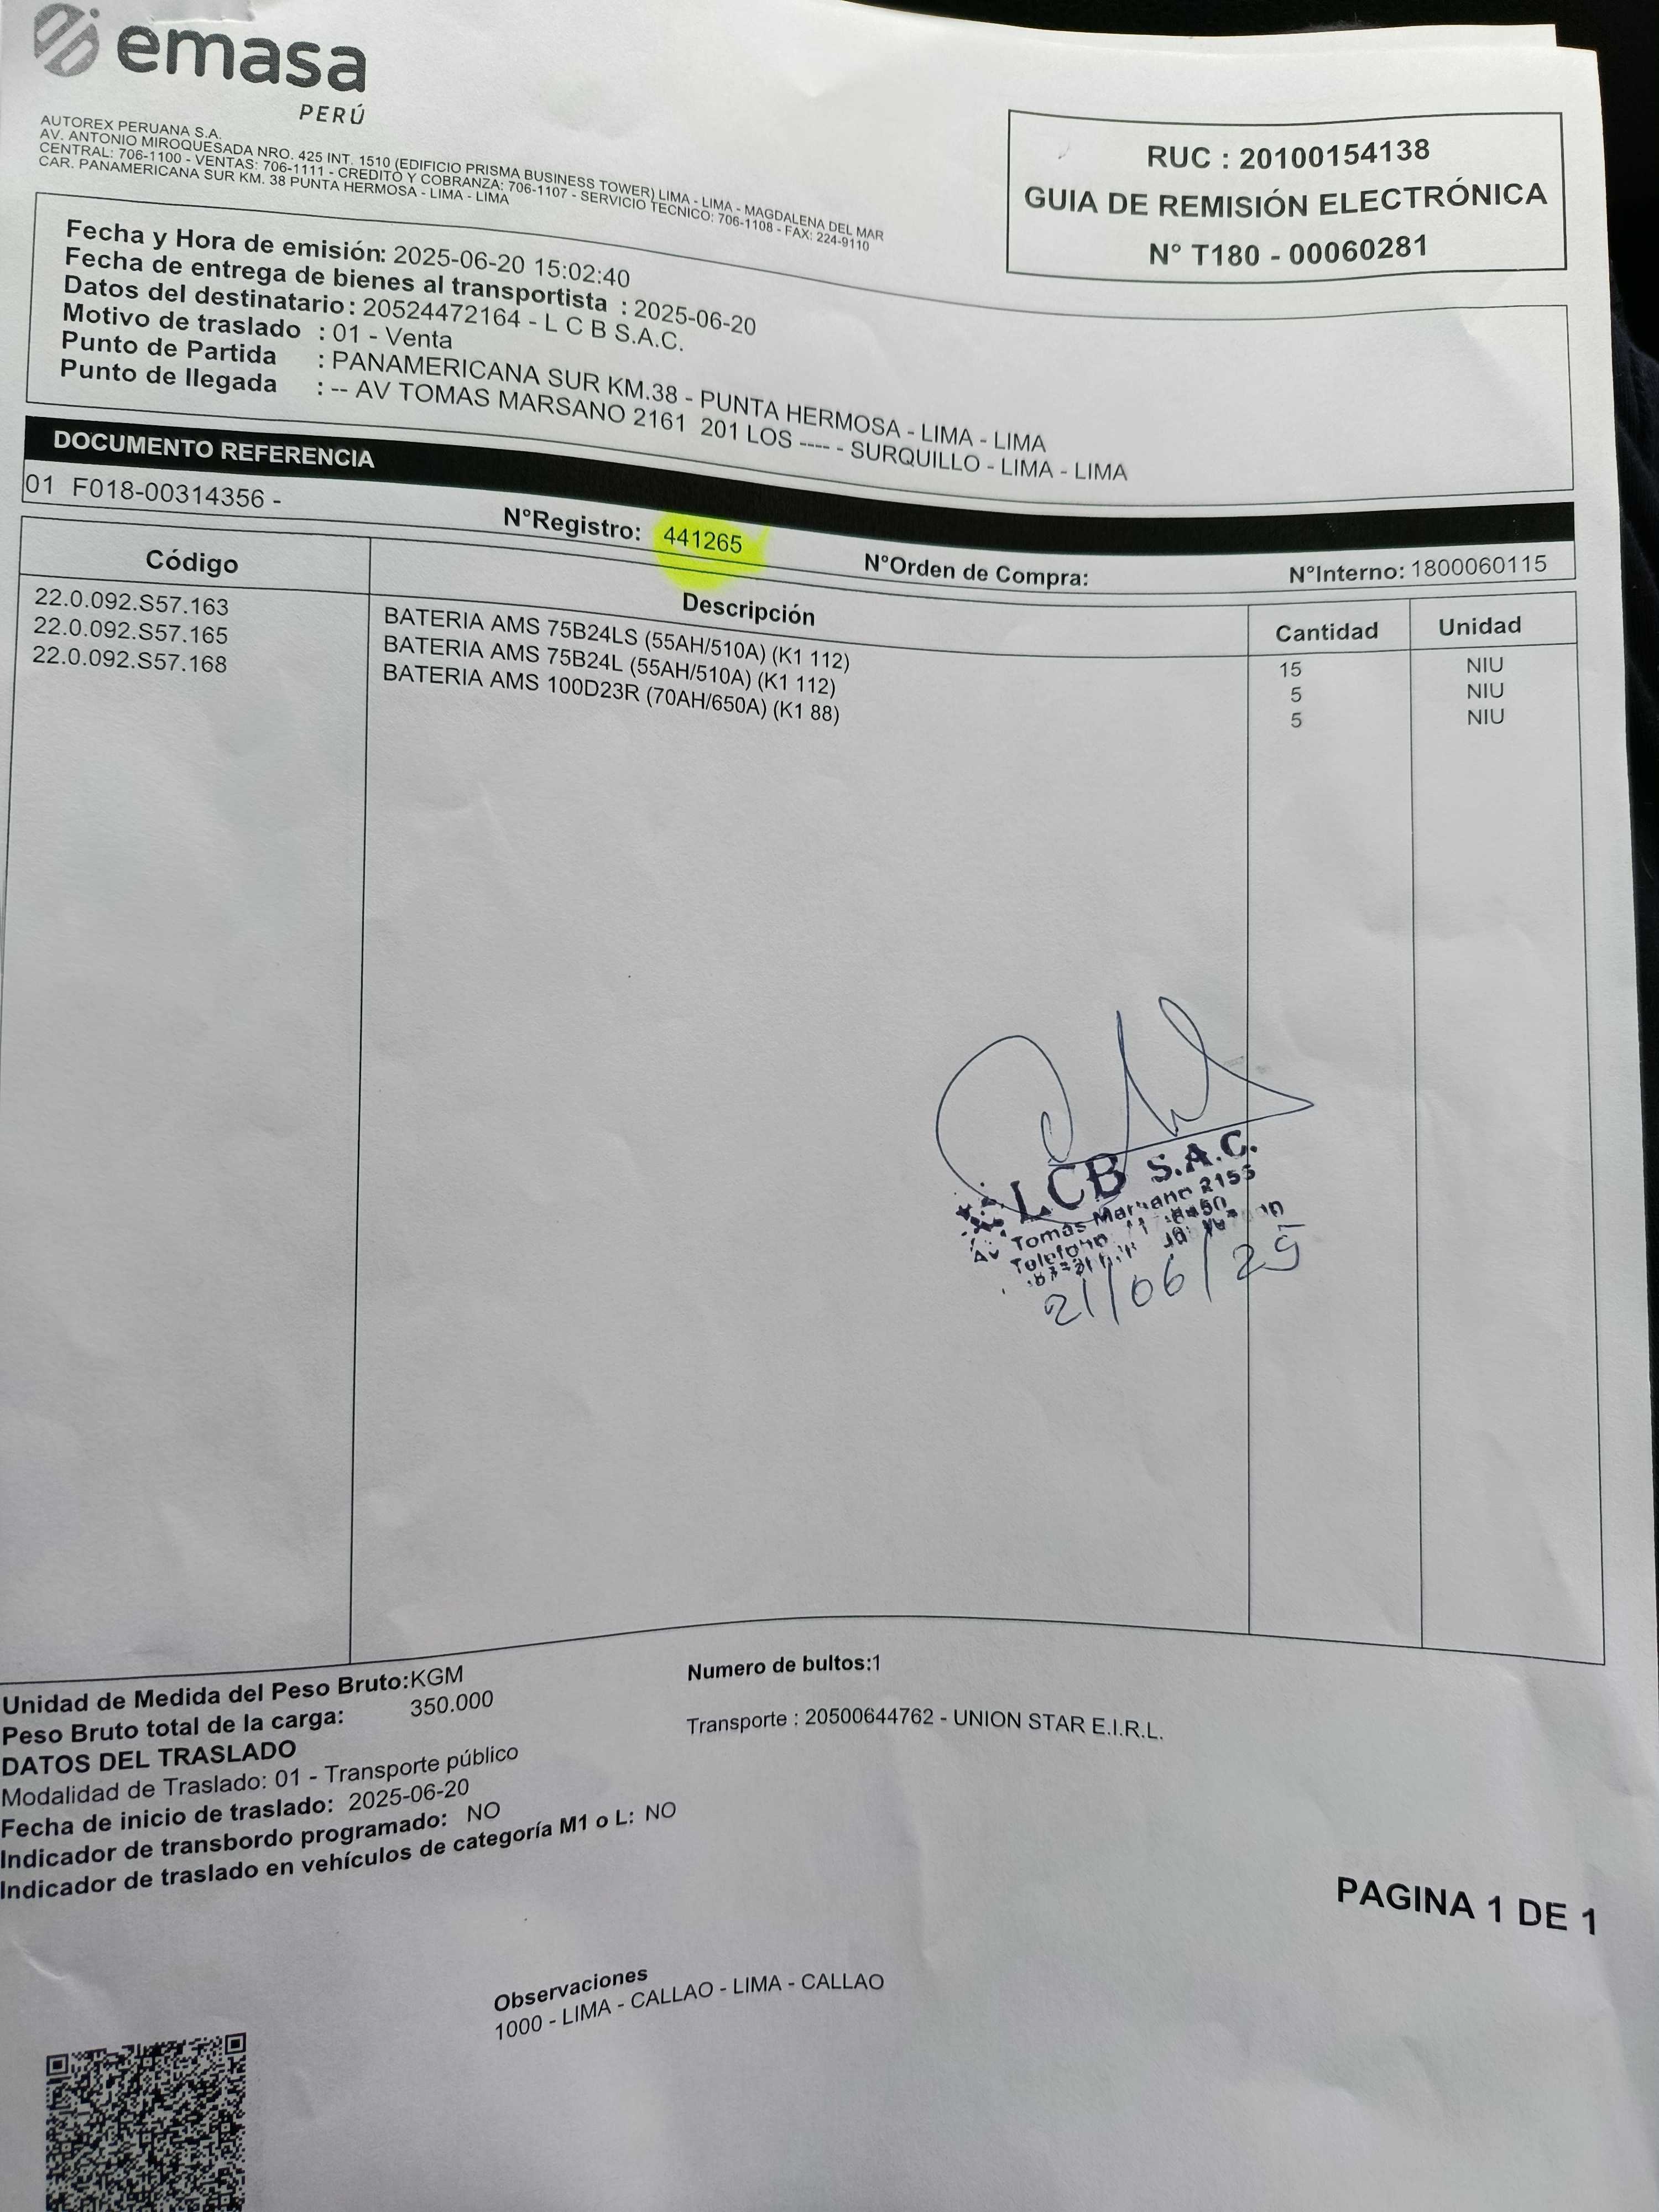 emasa
PERÚ
AUTOREX PERUANA S.A.
AV. ANTONIO MIROQUESADA NRO. 425 INT. 1510 (EDIFICIO PRISMA BUSINESS TOWER) LIMA - LIMA - MAGDALENA DEL MAR
CENTRAL: 706-1100 - VENTAS: 706-1111 - CREDITO Y COBRANZA: 706-1107 - SERVICIO TECNICO: 706-1108 - FAX: 224-9110
CAR. PANAMERICANA SUR KM. 38 PUNTA HERMOSA - LIMA - LIMA
RUC : 20100154138
GUIA DE REMISIÓN ELECTRÓNICA
N° T180 - 00060281
Fecha y Hora de emisión: 2025-06-20 15:02:40
Fecha de entrega de bienes al transportista : 2025-06-20
Datos del destinatario: 20524472164 - L C B S.A.C.
Motivo de traslado : 01 - Venta
Punto de Partida : PANAMERICANA SUR KM.38 - PUNTA HERMOSA - LIMA - LIMA
Punto de llegada : -- AV TOMAS MARSANO 2161 201 LOS ---- - SURQUILLO - LIMA - LIMA
DOCUMENTO REFERENCIA
01 F018-00314356 -
N°Registro: 441265 N°Orden de Compra: N°Interno: 1800060115
Código Descripción Cantidad Unidad
22.0.092.S57.163 BATERIA AMS 75B24LS (55AH/510A) (K1 112) 15 NIU
22.0.092.S57.165 BATERIA AMS 75B24L (55AH/510A) (K1 112) 5 NIU
22.0.092.S57.168 BATERIA AMS 100D23R (70AH/650A) (K1 88) 5 NIU
LCB S.A.C.
Av Tomas Marsano 2155
Telefono
21/06/25
Unidad de Medida del Peso Bruto:KGM Numero de bultos:1
Peso Bruto total de la carga: 350.000 Transporte : 20500644762 - UNION STAR E.I.R.L.
DATOS DEL TRASLADO
Modalidad de Traslado: 01 - Transporte público
Fecha de inicio de traslado: 2025-06-20
Indicador de transbordo programado: NO
Indicador de traslado en vehículos de categoría M1 o L: NO
PAGINA 1 DE 1
Observaciones
1000 - LIMA - CALLAO - LIMA - CALLAO